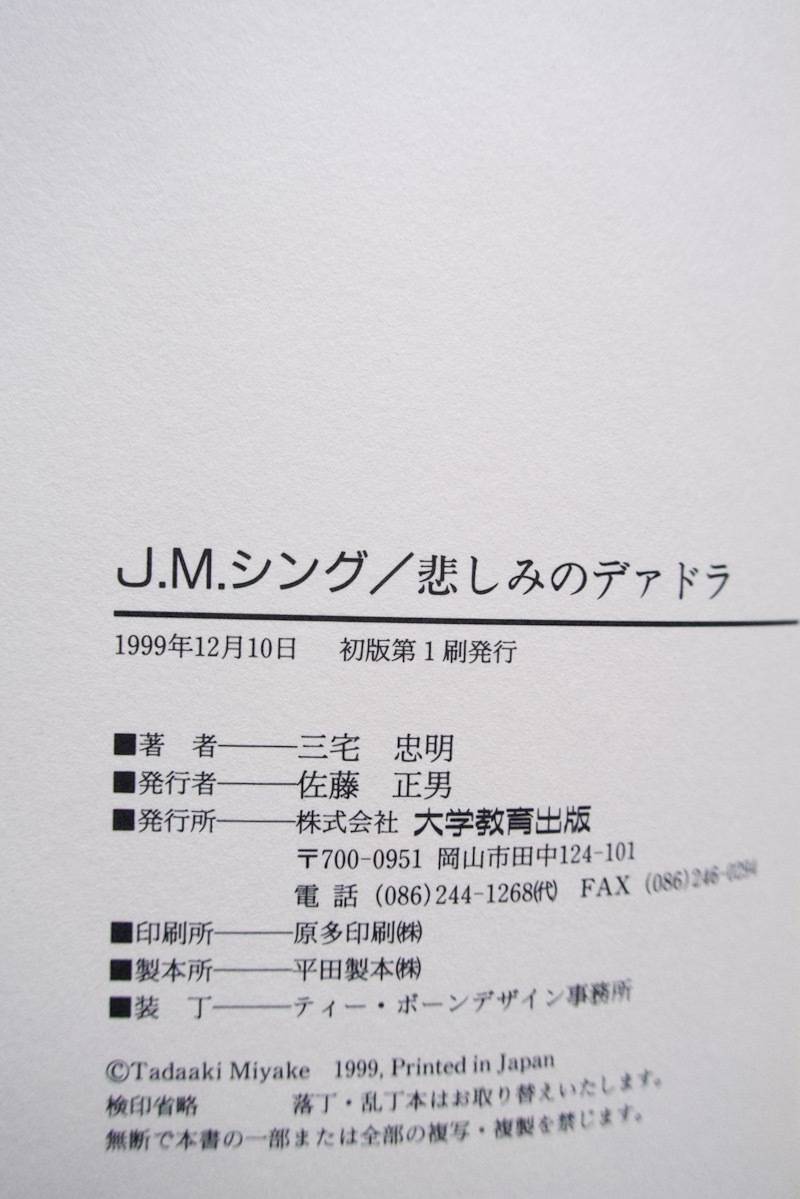 J.M.シング／悲しみのデァドラ
1999年12月10日　初版第1刷発行
■著　者――――三宅　忠明
■発行者――――佐藤　正男
■発行所――――株式会社 大学教育出版
〒700-0951 岡山市田中124-101
電 話 (086)244-1268㈹ FAX (086)246-0294
■印刷所――――原多印刷㈱
■製本所――――平田製本㈱
■装　丁――――ティー・ボーンデザイン事務所
©Tadaaki Miyake　1999, Printed in Japan
検印省略　　　落丁・乱丁本はお取り替えいたします。
無断で本書の一部または全部の複写・複製を禁じます。